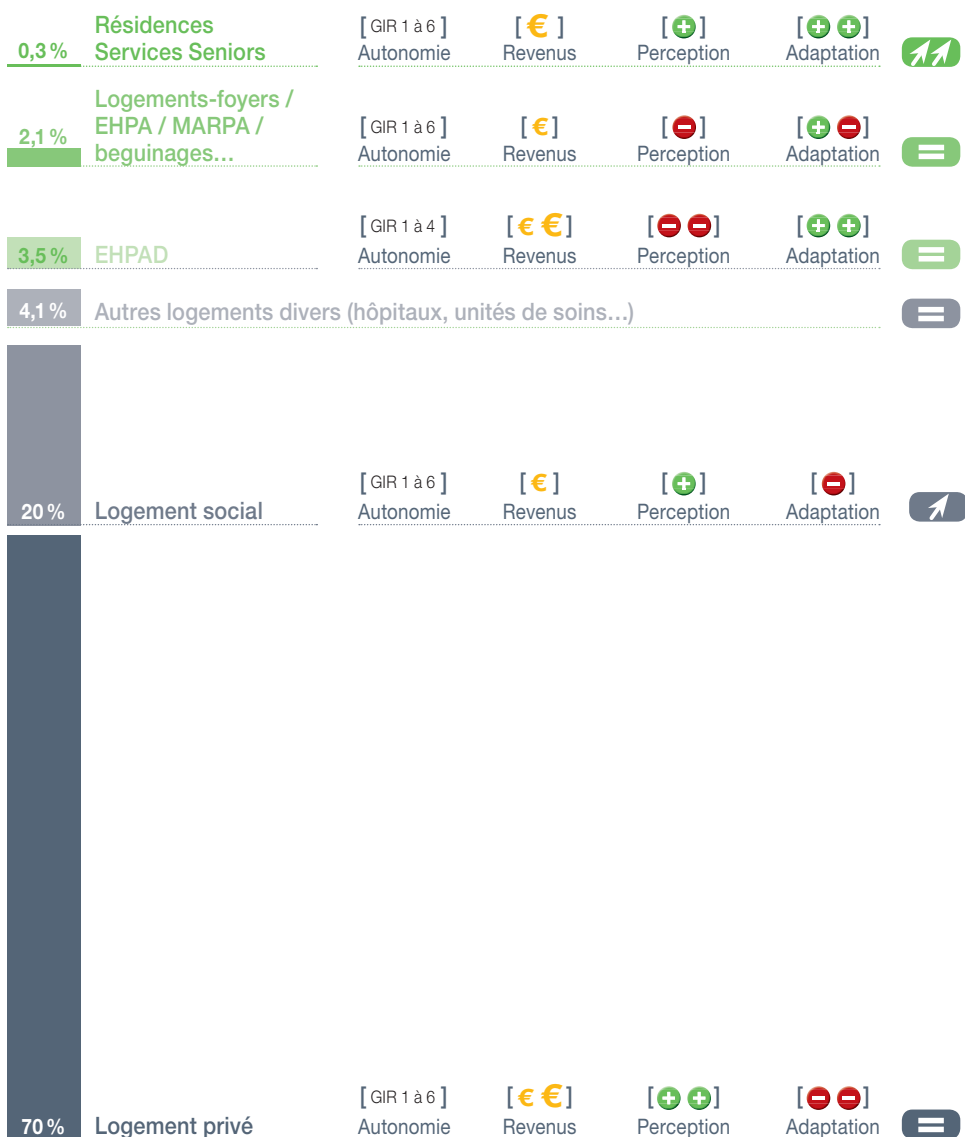 0,3 %
Résidences
Services Seniors
[ GIR 1 à 6 ] [ € ] [ + ] [ + + ]
Autonomie Revenus Perception Adaptation
2,1 %
Logements-foyers /
EHPA / MARPA /
beguinages…
[ GIR 1 à 6 ] [ € ] [ − ] [ + − ]
Autonomie Revenus Perception Adaptation
=
3,5 % EHPAD
[ GIR 1 à 4 ] [ € € ] [ − − ] [ + + ]
Autonomie Revenus Perception Adaptation
=
4,1 % Autres logements divers (hôpitaux, unités de soins…)
=
20 % Logement social
[ GIR 1 à 6 ] [ € ] [ + ] [ − ]
Autonomie Revenus Perception Adaptation
70 % Logement privé
[ GIR 1 à 6 ] [ € € ] [ + + ] [ − − ]
Autonomie Revenus Perception Adaptation
=